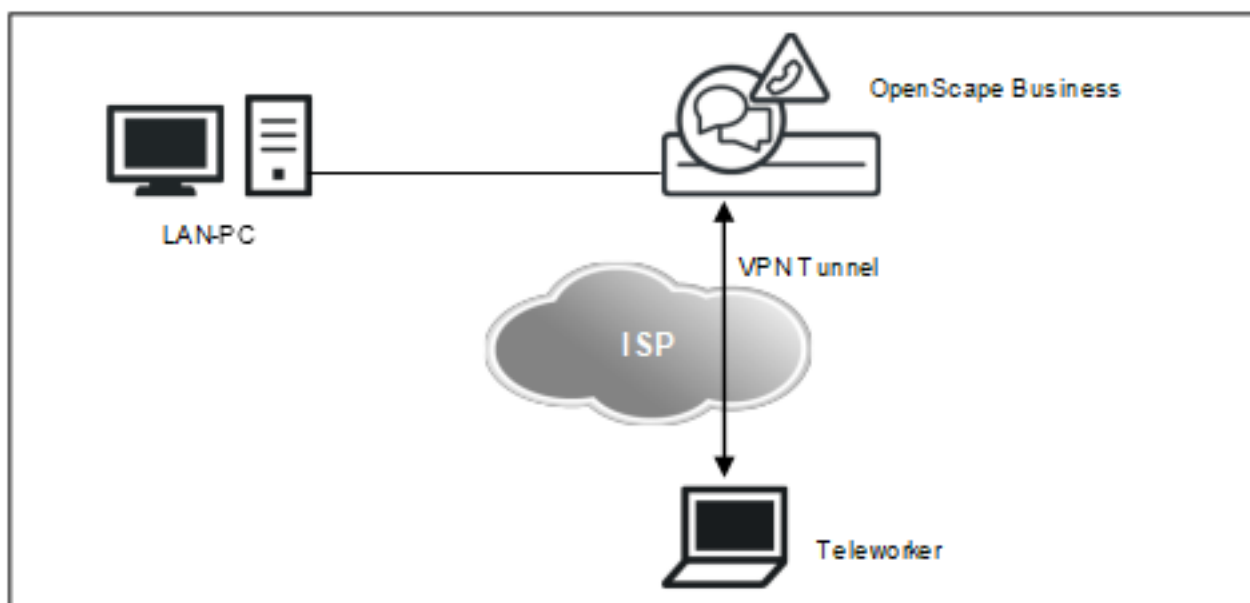 OpenScape Business
LAN-PC
VPN Tunnel
ISP
Teleworker